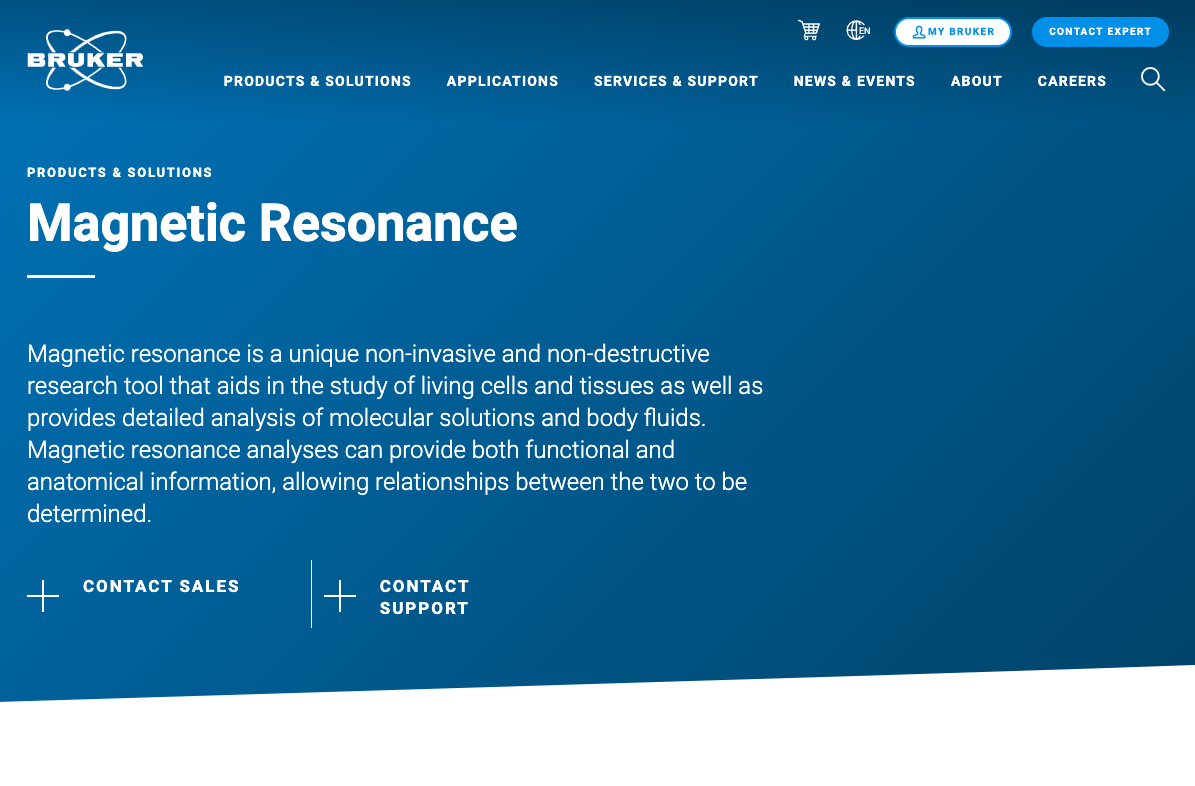 BRUKER
EN
MY BRUKER
CONTACT EXPERT
PRODUCTS & SOLUTIONS
APPLICATIONS
SERVICES & SUPPORT
NEWS & EVENTS
ABOUT
CAREERS
PRODUCTS & SOLUTIONS
Magnetic Resonance
Magnetic resonance is a unique non-invasive and non-destructive
research tool that aids in the study of living cells and tissues as well as
provides detailed analysis of molecular solutions and body fluids.
Magnetic resonance analyses can provide both functional and
anatomical information, allowing relationships between the two to be
determined.
CONTACT SALES
CONTACT
SUPPORT